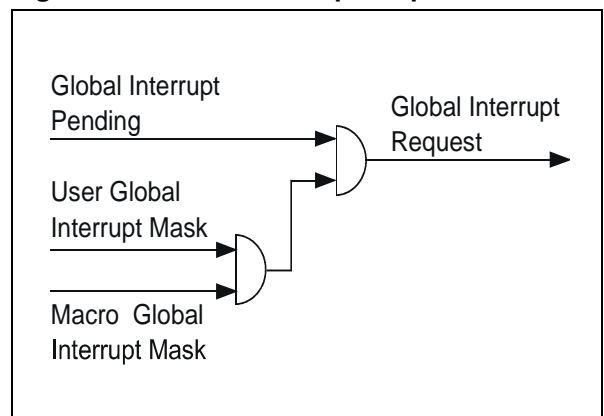 Global Interrupt
Pending
Global Interrupt
Request
User Global
Interrupt Mask
Macro Global
Interrupt Mask